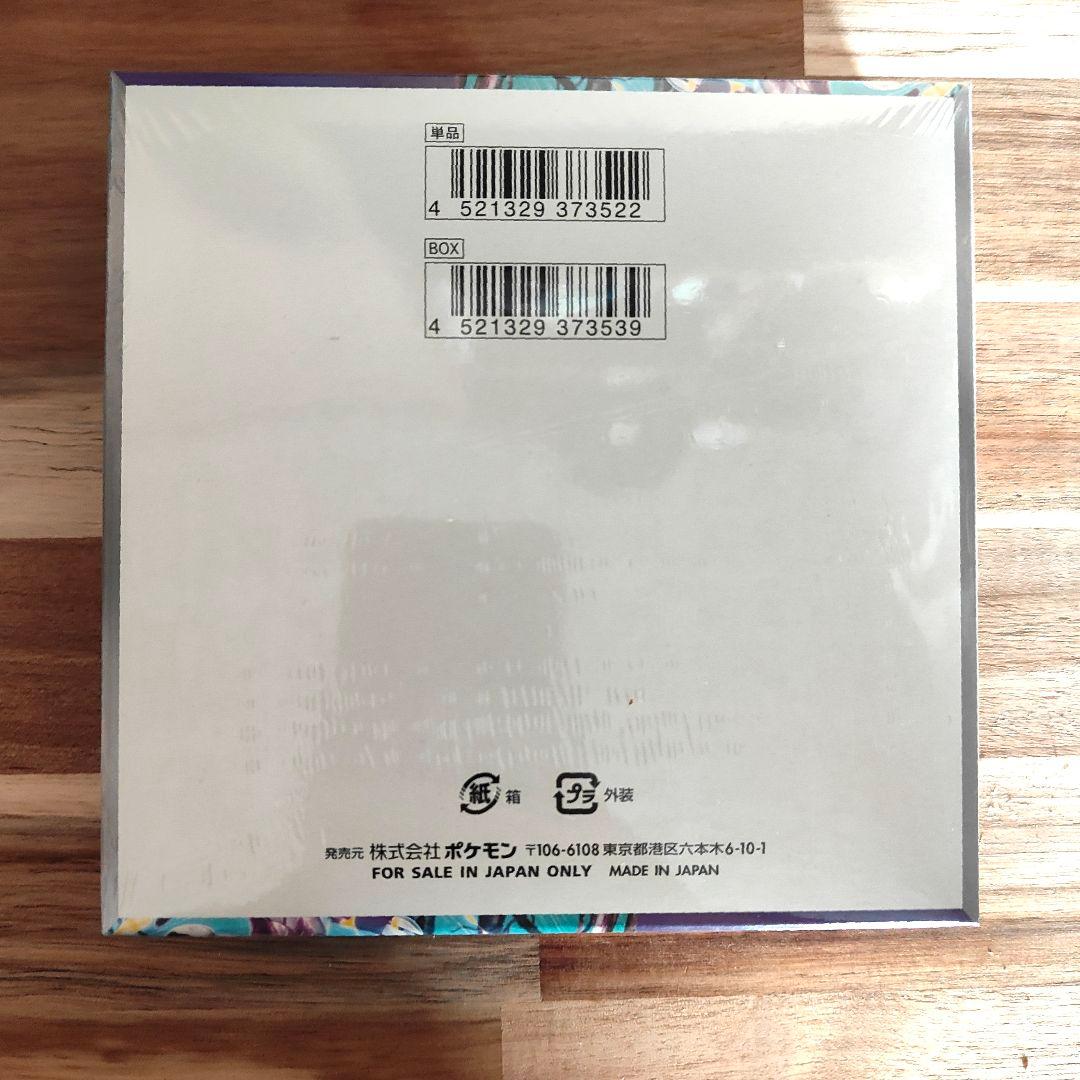 単品
4 521329 373522
BOX
4 521329 373539
紙 箱 プラ 外装
発売元 株式会社 ポケモン 〒106-6108 東京都港区六本木6-10-1
FOR SALE IN JAPAN ONLY MADE IN JAPAN